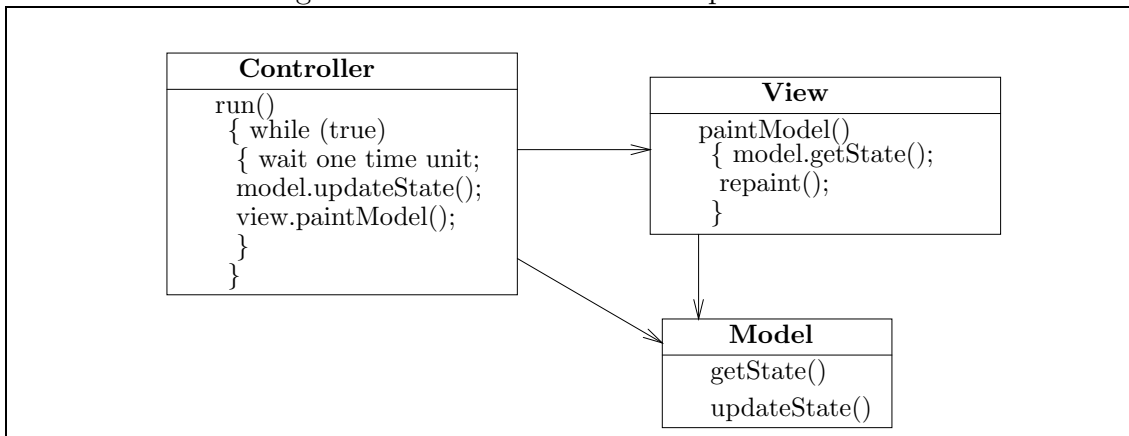 Controller
run()
{ while (true)
{ wait one time unit;
model.updateState();
view.paintModel();
}
}
View
paintModel()
{ model.getState();
repaint();
}
Model
getState()
updateState()